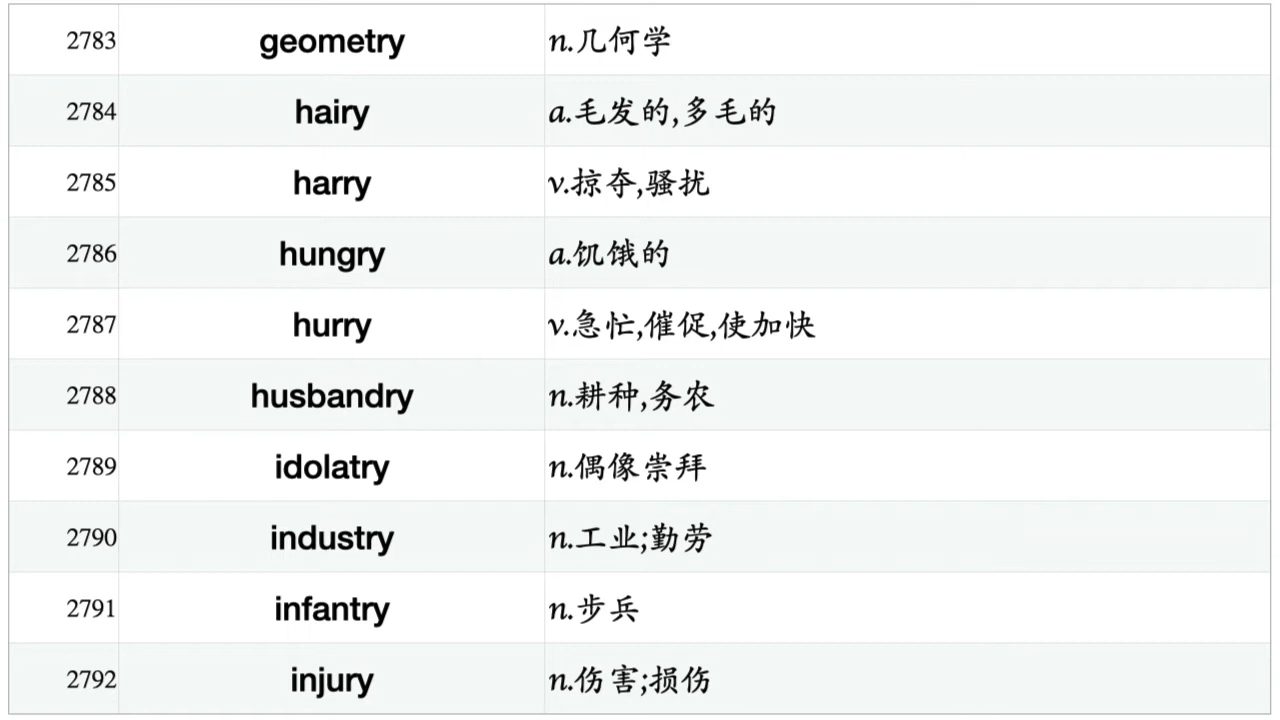 2783 geometry n.几何学
2784 hairy a.毛发的,多毛的
2785 harry v.掠夺,骚扰
2786 hungry a.饥饿的
2787 hurry v.急忙,催促,使加快
2788 husbandry n.耕种,务农
2789 idolatry n.偶像崇拜
2790 industry n.工业;勤劳
2791 infantry n.步兵
2792 injury n.伤害;损伤